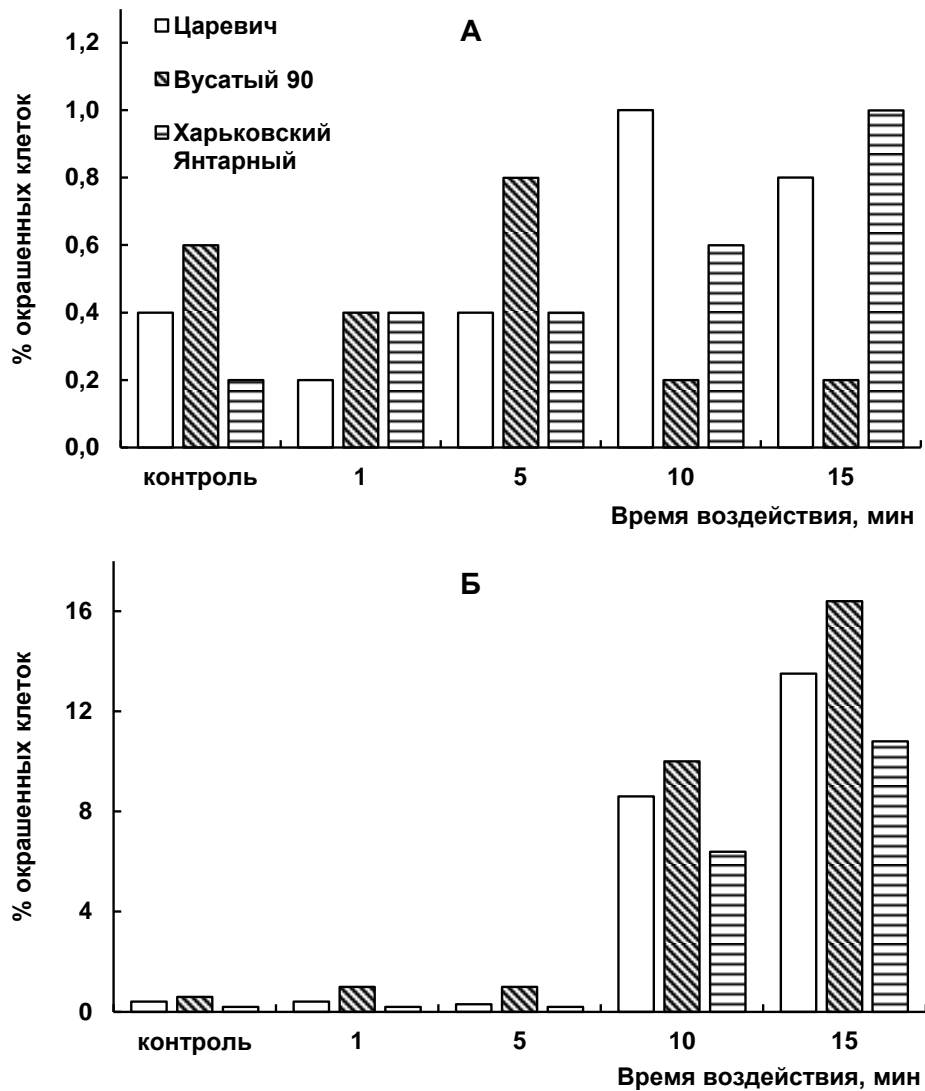 А
Царевич
Вусатый 90
Харьковский
Янтарный
% окрашенных клеток
1,2
1,0
0,8
0,6
0,4
0,2
0,0
контроль 1 5 10 15
Время воздействия, мин
Б
% окрашенных клеток
16
12
8
4
0
контроль 1 5 10 15
Время воздействия, мин